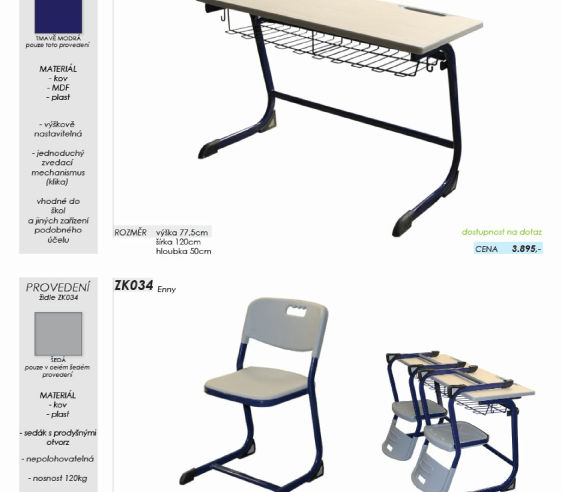 TMAVĚ MODRÁ
pouze toto provedení
MATERIÁL
- kov
- MDF
- plast
- výškově
nastavitelná
- jednoduchý
zvedací
mechanismus
(klika)
vhodné do
škol
a jiných zařízení
podobného
účelu
ROZMĚR výška 77,5cm
šířka 120cm
hloubka 50cm
dostupnost na dotaz
CENA 3.895,-
PROVEDENÍ
židle ZK034
ŠEDÁ
pouze v celém šedém
provedení
MATERIÁL
- kov
- plast
- sedák s prodyšnými
otvorz
- nepolohovatelná
- nosnost 120kg
ZK034 Enny